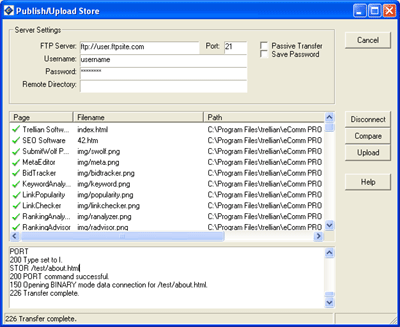 Publish/Upload Store
Server Settings
FTP Server: ftp://user.ftpsite.com Port: 21 Passive Transfer
Username: username Save Password
Password: ********
Remote Directory:
Cancel
Page Filename Path
Trellian Softw... index.html C:\Program Files\trellian\eComm PRO
SEO Software 42.htm C:\Program Files\trellian\eComm PRO
SubmitWolf P... img/swolf.png C:\Program Files\trellian\eComm PRO
MetaEditor img/meta.png C:\Program Files\trellian\eComm PRO
BidTracker img/bidtracker.png C:\Program Files\trellian\eComm PRO
KeywordAnaly... img/keyword.png C:\Program Files\trellian\eComm PRO
LinkPopularity img/popularity.png C:\Program Files\trellian\eComm PRO
LinkChecker img/linkchecker.png C:\Program Files\trellian\eComm PRO
RankingAnaly... img/ranalyzer.png C:\Program Files\trellian\eComm PRO
RankingAdvisor img/radvisor.png C:\Program Files\trellian\eComm PRO
Disconnect
Compare
Upload
Help
PORT
200 Type set to I.
STOR /test/about.html
200 PORT command successful.
150 Opening BINARY mode data connection for /test/about.html.
226 Transfer complete.
226 Transfer complete.